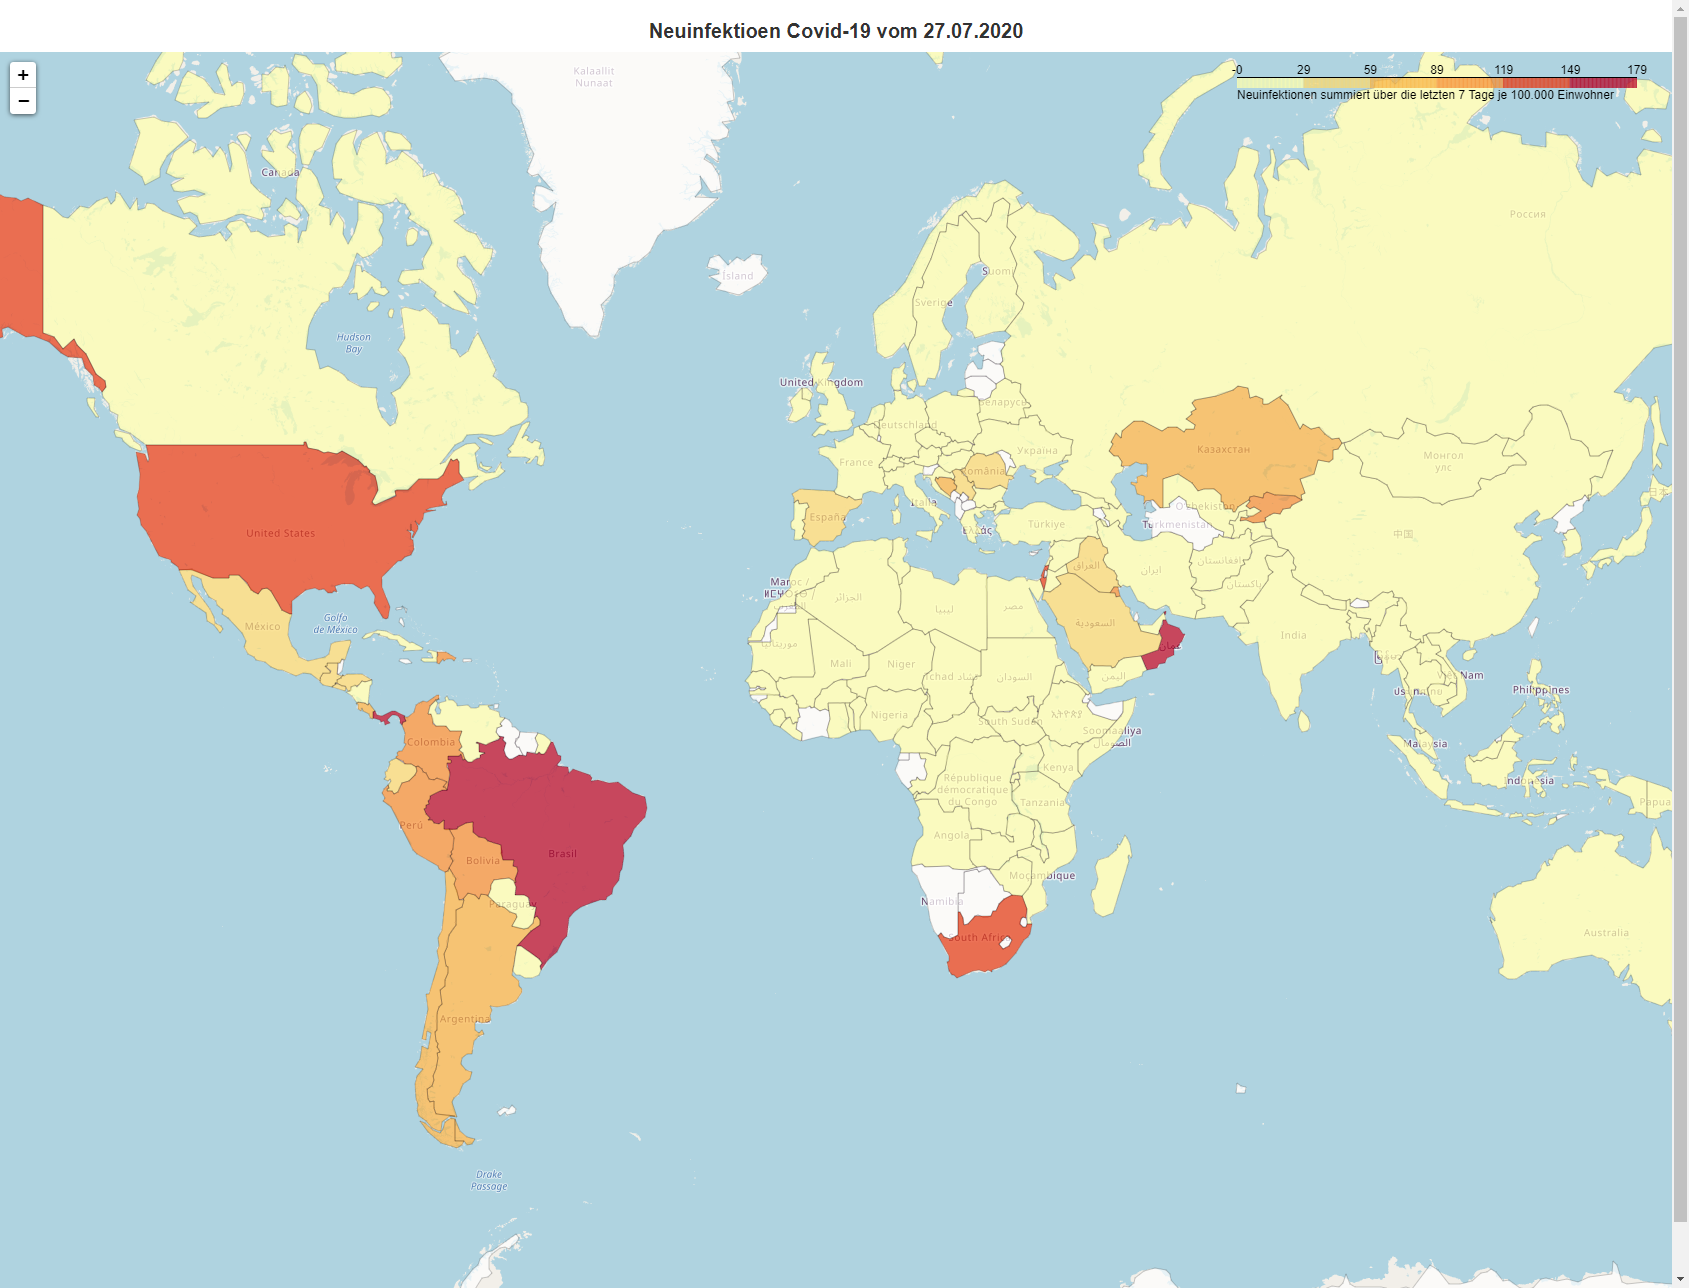 Neuinfektioen Covid-19 vom 27.07.2020
+
−
-0 29 59 89 119 149 179
Neuinfektionen summiert über die letzten 7 Tage je 100.000 Einwohner
Kalaallit
Nunaat
Canada
Россия
Ísland
Suomi
Sverige
Hudson
Bay
United Kingdom
Беларусь
Deutschland
Україна
France
Казахстан
Монгол
улс
România
日本
Italia
España
Türkiye
Ελλάς
O'zbekiston
Turkmenistan
中国
United States
العراق
ایران
افغانستان
پاکستان
Maroc /
الجزائر
ليبيا
مصر
México
Golfo
de México
السعودية
India
موريتانيا
عمان
Mali
Niger
Tchad تشاد
السودان
اليمن
Việt Nam
Philippines
Nigeria
South Sudan
Soomaaliya
الصومال
Colombia
Malaysia
Kenya
République
démocratique
du Congo
Indonesia
Tanzania
Papua
Perú
Angola
Brasil
Bolivia
Moçambique
Paraguay
Namibia
South Africa
Australia
Argentina
Drake
Passage